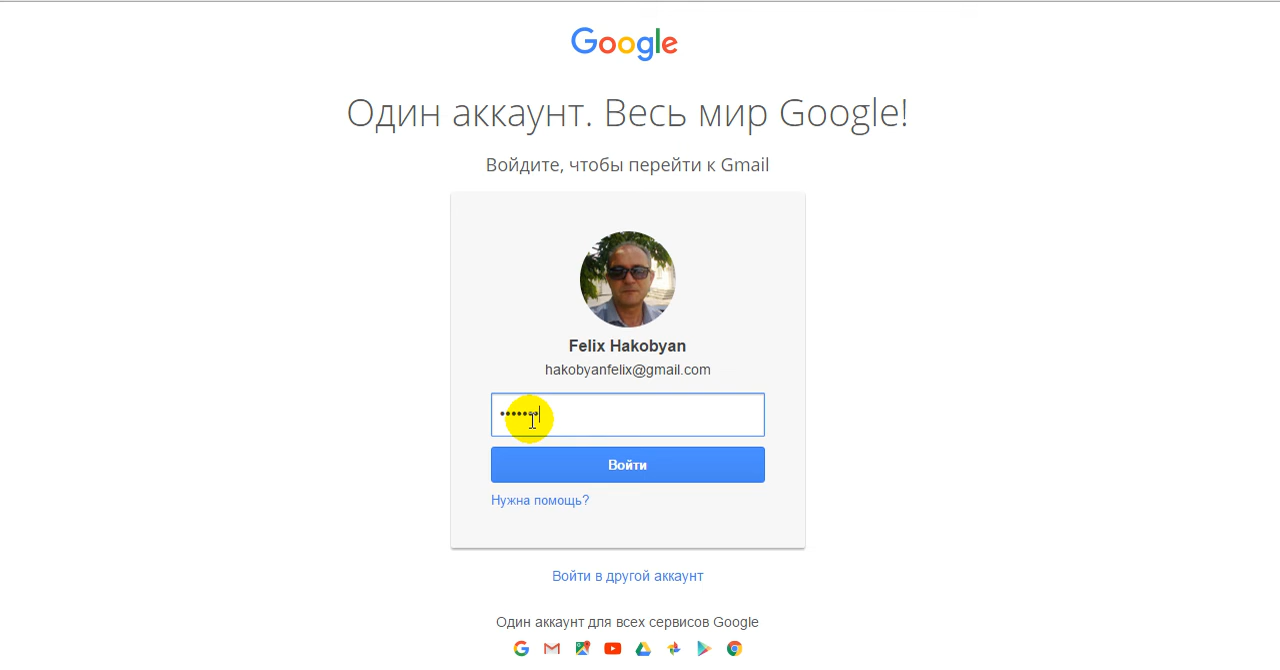 Google
Один аккаунт. Весь мир Google!
Войдите, чтобы перейти к Gmail
Felix Hakobyan
hakobyanfelix@gmail.com
Войти
Нужна помощь?
Войти в другой аккаунт
Один аккаунт для всех сервисов Google